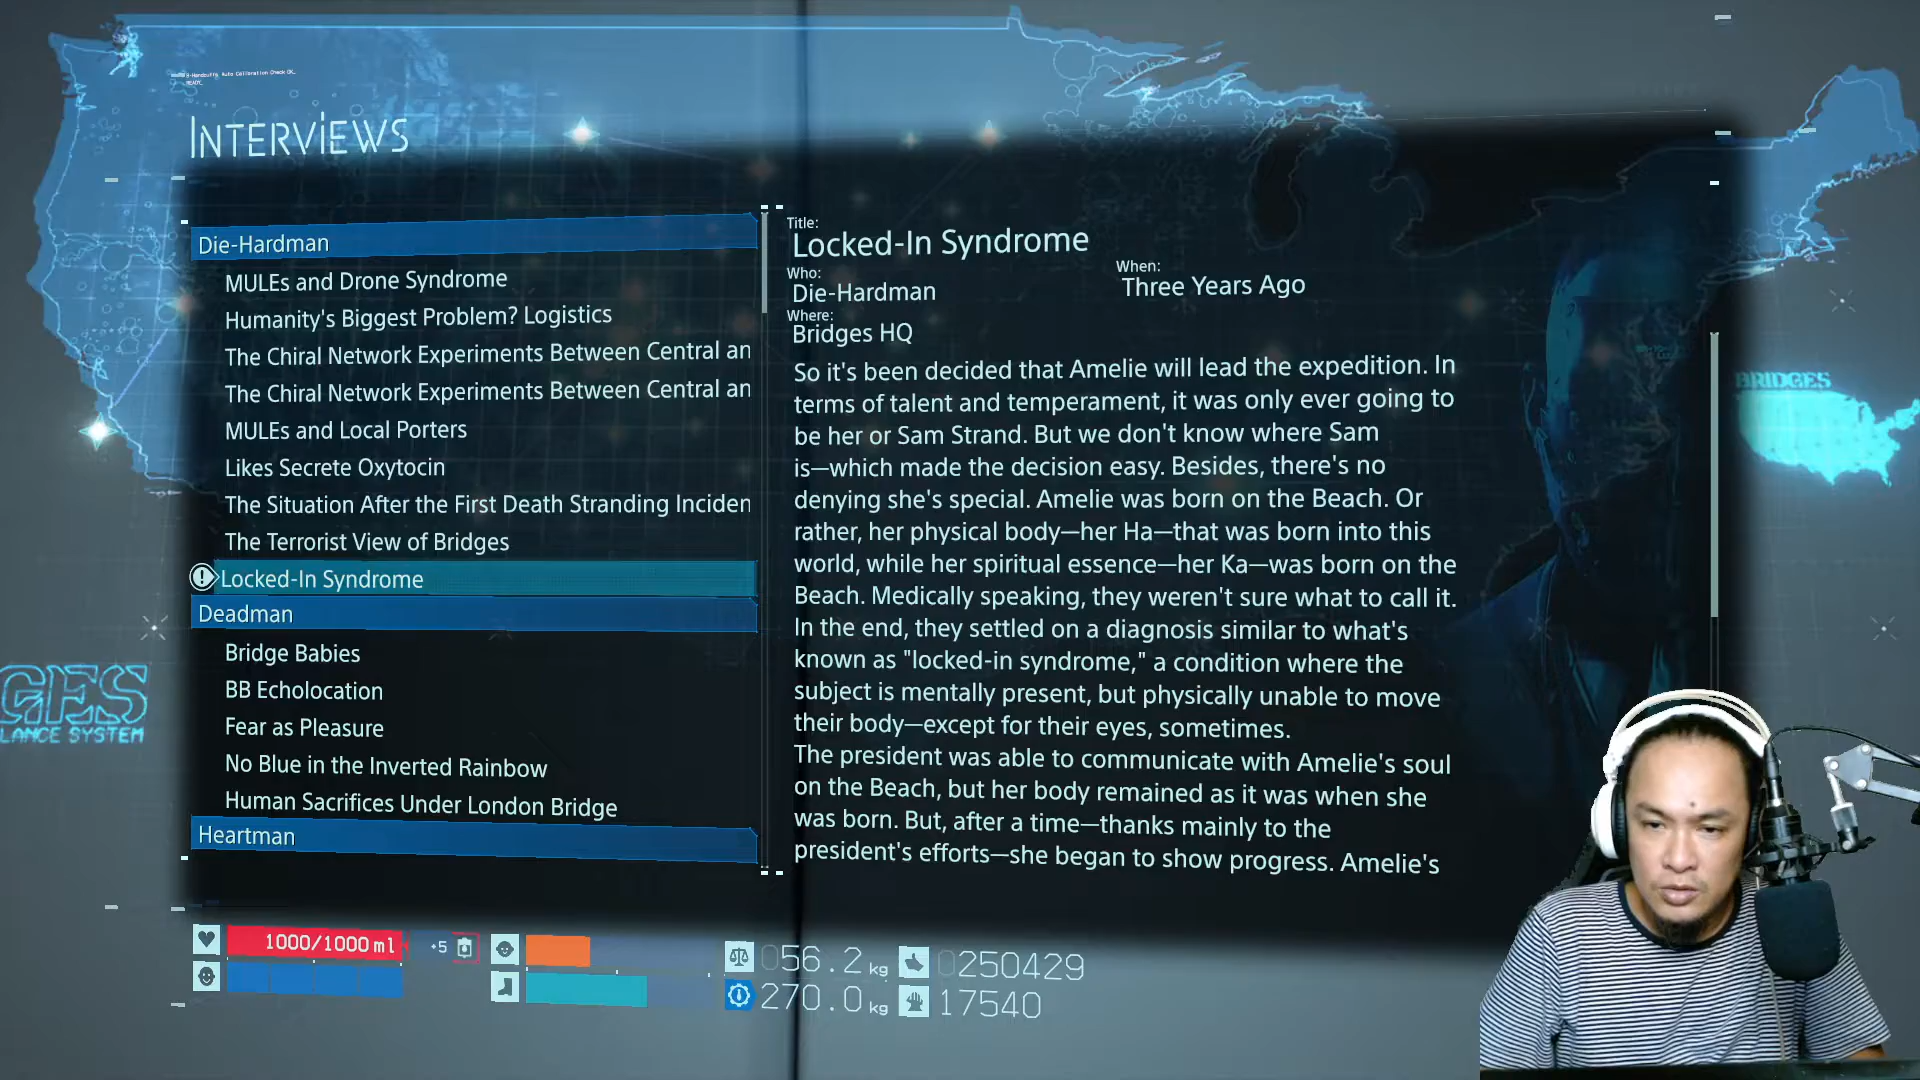 INTERVIEWS
Die-Hardman
MULEs and Drone Syndrome
Humanity's Biggest Problem? Logistics
The Chiral Network Experiments Between Central an
The Chiral Network Experiments Between Central an
MULEs and Local Porters
Likes Secrete Oxytocin
The Situation After the First Death Stranding Inciden
The Terrorist View of Bridges
Locked-In Syndrome
Deadman
Bridge Babies
BB Echolocation
Fear as Pleasure
No Blue in the Inverted Rainbow
Human Sacrifices Under London Bridge
Heartman
Title:
Locked-In Syndrome
Who:
Die-Hardman
When:
Three Years Ago
Where:
Bridges HQ
So it's been decided that Amelie will lead the expedition. In
terms of talent and temperament, it was only ever going to
be her or Sam Strand. But we don't know where Sam
is—which made the decision easy. Besides, there's no
denying she's special. Amelie was born on the Beach. Or
rather, her physical body—her Ha—that was born into this
world, while her spiritual essence—her Ka—was born on the
Beach. Medically speaking, they weren't sure what to call it.
In the end, they settled on a diagnosis similar to what's
known as "locked-in syndrome," a condition where the
subject is mentally present, but physically unable to move
their body—except for their eyes, sometimes.
The president was able to communicate with Amelie's soul
on the Beach, but her body remained as it was when she
was born. But, after a time—thanks mainly to the
president's efforts—she began to show progress. Amelie's
BRIDGES
GES
LANCE SYSTEM
1000/1000 ml
+5
056.2 kg
0250429
270.0 kg
17540